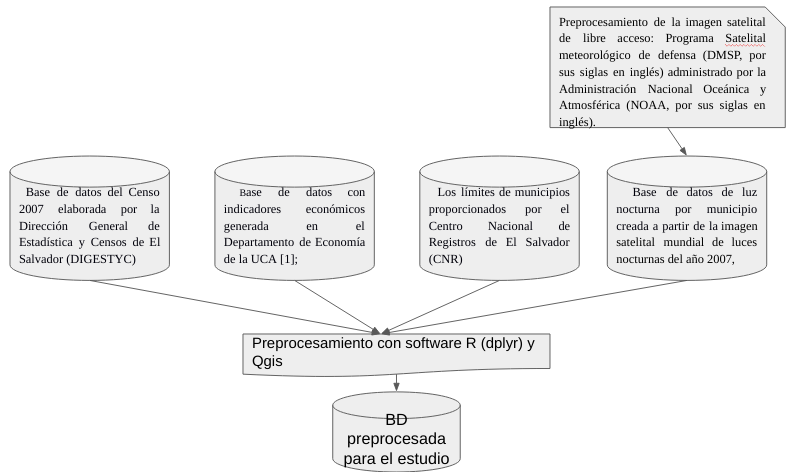 Preprocesamiento de la imagen satelital
de libre acceso: Programa Satelital
meteorológico de defensa (DMSP, por
sus siglas en inglés) administrado por la
Administración Nacional Oceánica y
Atmosférica (NOAA, por sus siglas en
inglés).
Base de datos del Censo
2007 elaborada por la
Dirección General de
Estadística y Censos de El
Salvador (DIGESTYC)
Base de datos con
indicadores económicos
generada en el
Departamento de Economía
de la UCA [1];
Los límites de municipios
proporcionados por el
Centro Nacional de
Registros de El Salvador
(CNR)
Base de datos de luz
nocturna por municipio
creada a partir de la imagen
satelital mundial de luces
nocturnas del año 2007,
Preprocesamiento con software R (dplyr) y
Qgis
BD
preprocesada
para el estudio